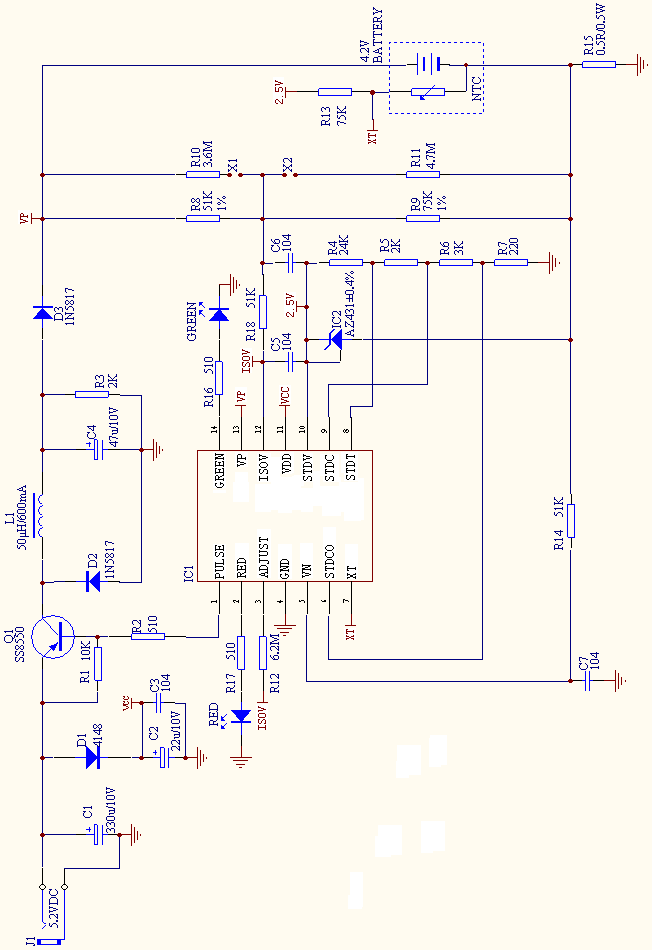 R15
0.5R/0.5W
4.2V
BATTERY
NTC
2.5V
R13
75K
XT
R10
3.6M
X1
X2
R11
4.7M
VP
R8
51K
1%
R9
75K
1%
C6
104
R4
24K
R5
2K
R6
3K
R7
220
D3
1N5817
GREEN
R18
51K
2.5V
IC2
AZ431±0.4%
C5
104
ISOV
R3
2K
R16
510
VP
VCC
C4
47u/10V
14
13
12
11
10
9
8
GREEN
VP
ISOV
VDD
STDV
STDC
STDT
L1
50µH/600mA
R14
51K
D2
1N5817
IC1
PULSE
RED
ADJUST
GND
VN
STDCO
XT
1
2
3
4
5
6
7
Q1
SS8550
R2
510
XT
R1
10K
R17
510
R12
6.2M
C7
104
VCC
C3
104
RED
ISOV
D1
4148
C2
22u/10V
C1
330u/10V
5.2VDC
J1